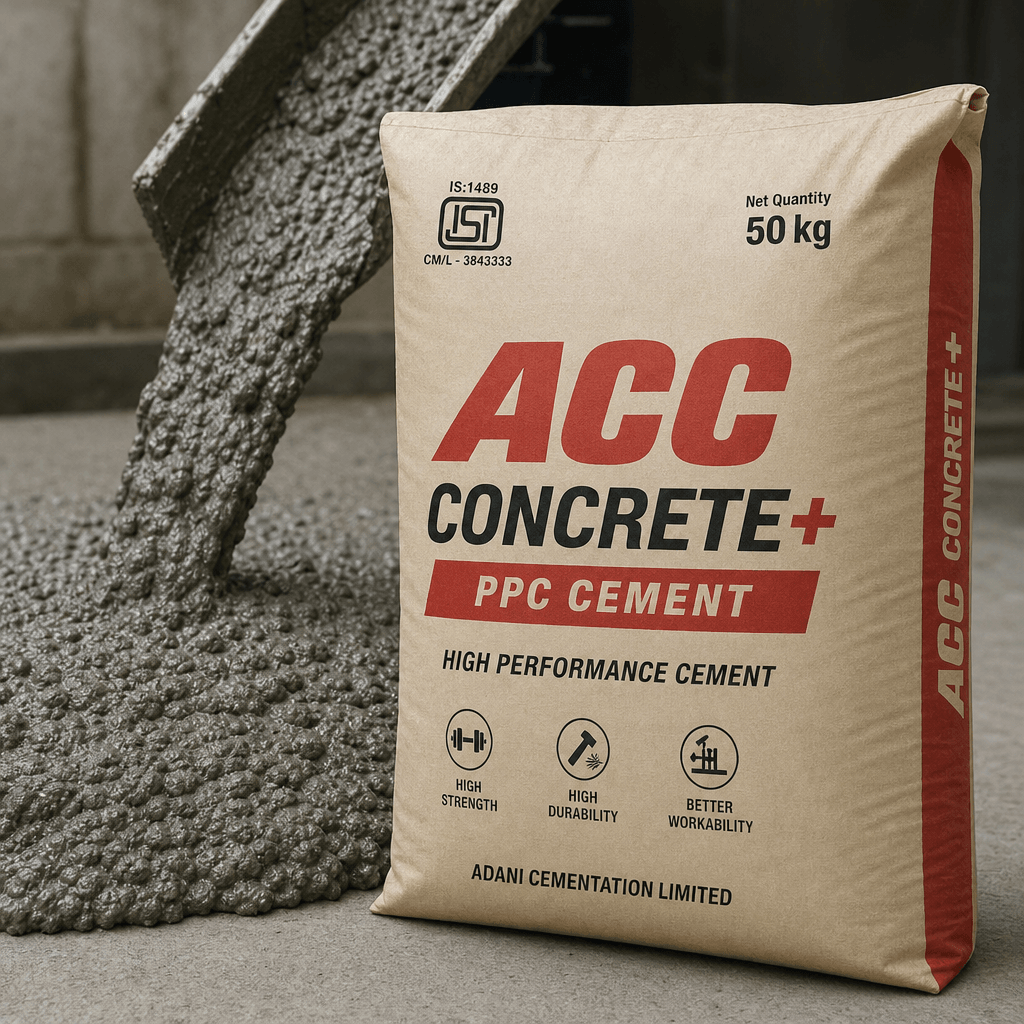 IS:1489
CM/L - 3843333
Net Quantity
50 kg
ACC
CONCRETE+
PPC CEMENT
HIGH PERFORMANCE CEMENT
HIGH
STRENGTH
HIGH
DURABILITY
BETTER
WORKABILITY
ADANI CEMENTATION LIMITED
ACC CONCRETE+